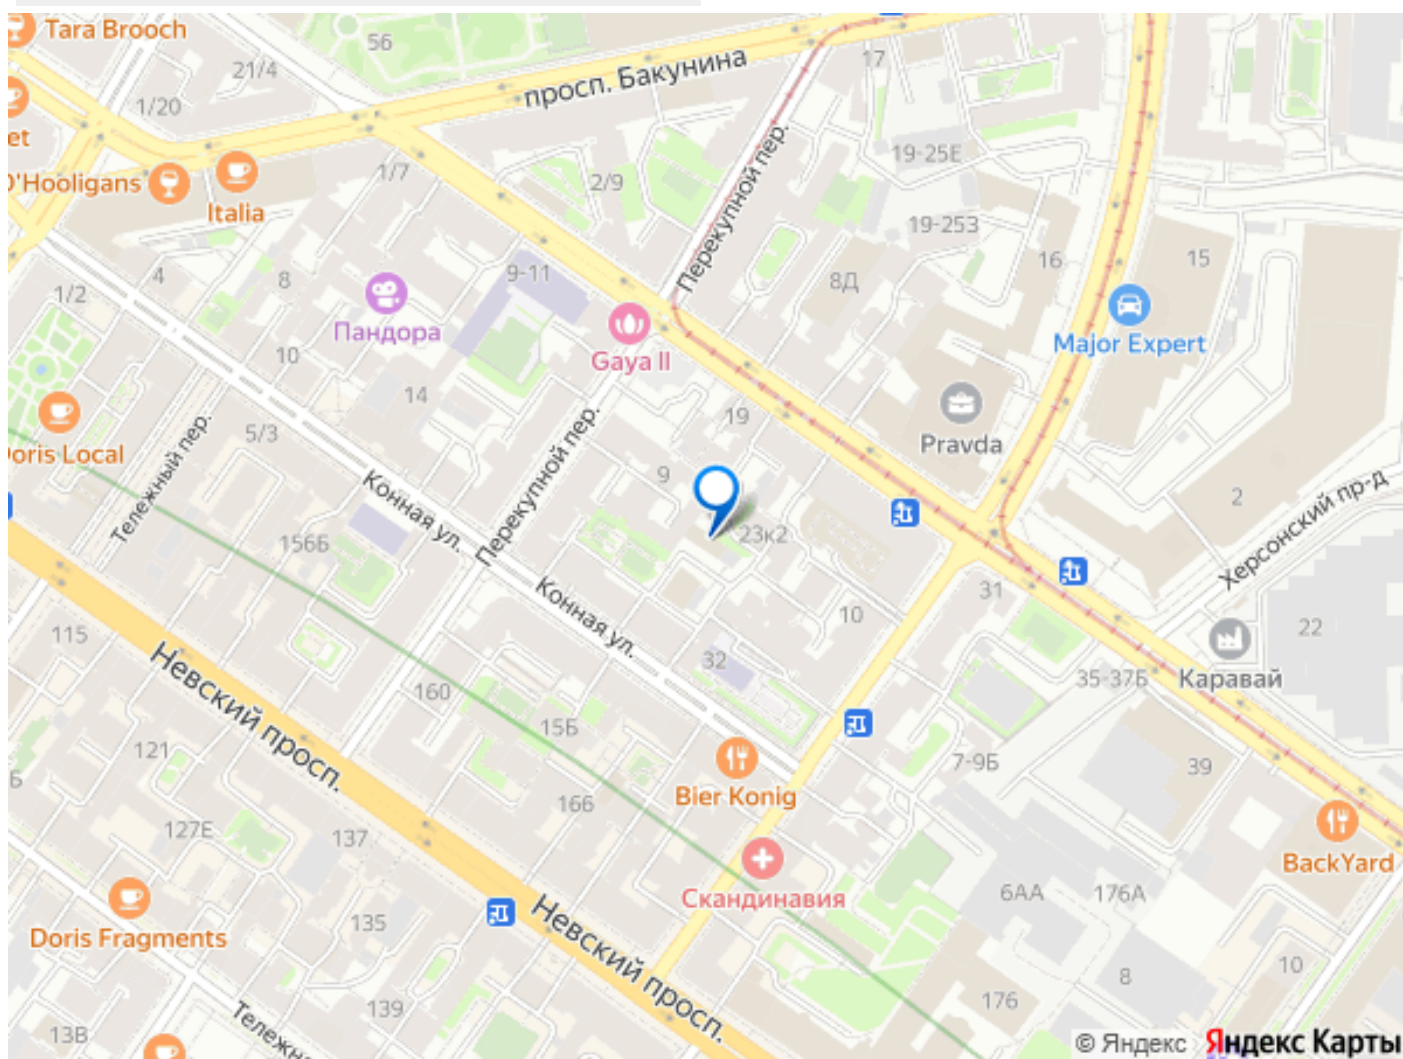 Tara Brooch
56
21/4
17
просп. Бакунина
1/20
et
19-25Е
Перекупной пер.
O'Hooligans
Italia
1/7
2/9
19-253
4
8
9-11
8Д
16
15
1/2
Пандора
Gaya II
Major Expert
10
14
19
Pravda
5/3
Doris Local
Тележный пер.
Конная ул.
Перекупной пер.
9
23к2
2
Херсонский пр-д
156Б
Конная ул.
31
10
22
115
32
35-37Б
Каравай
Невский просп.
160
15Б
121
Б
7-9Б
39
Bier Konig
166
127Е
137
BackYard
Скандинавия
6АА
176А
Невский просп.
135
Doris Fragments
8
10
176
139
13В
Тележн
© Яндекс Яндекс Карты